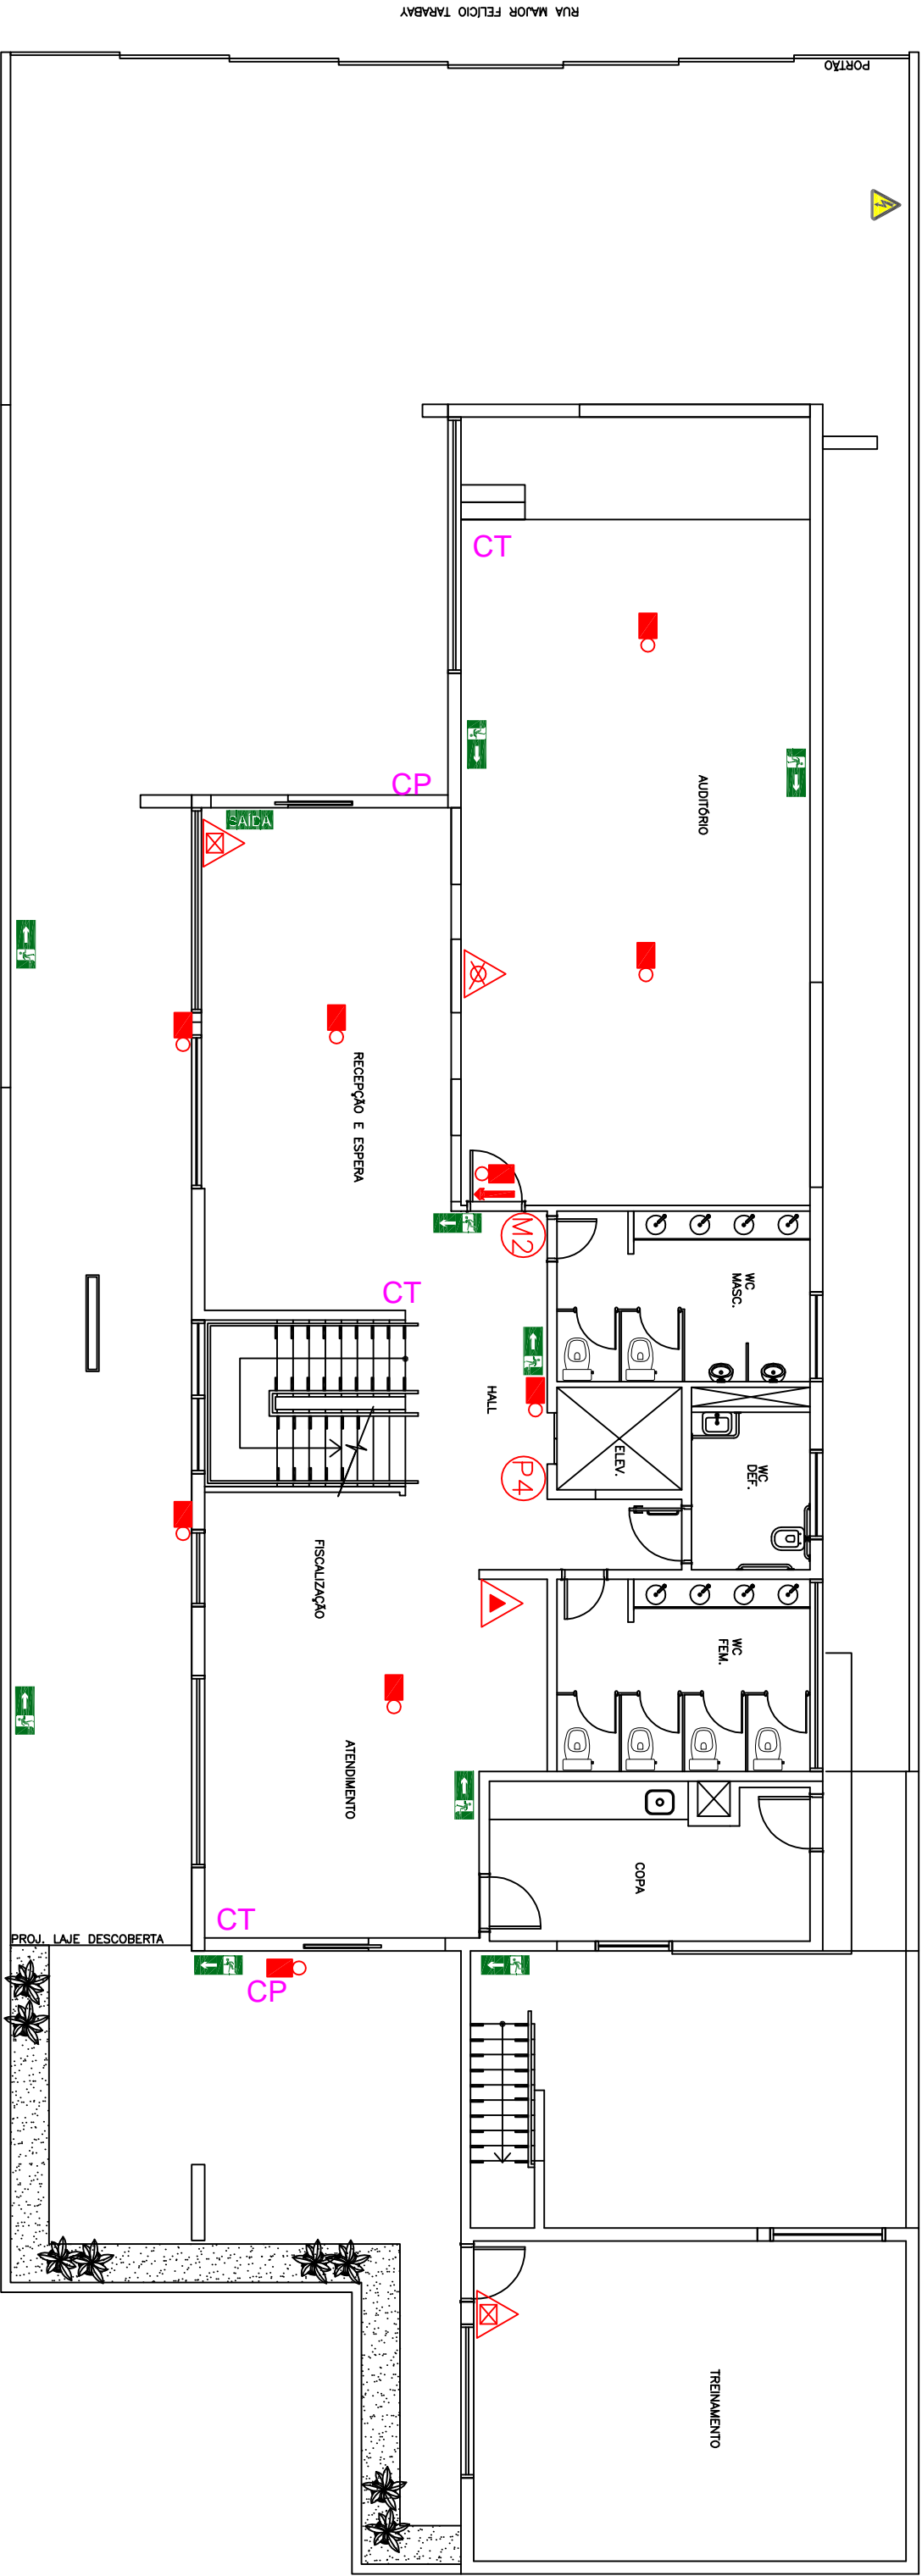 RUA MAJOR FELÍCIO TARABAY
PORTÃO
CT
AUDITÓRIO
CP
SAÍDA
RECEPÇÃO E ESPERA
M2
CT
WC
MASC.
HALL
ELEV.
WC
DEF.
P4
FISCALIZAÇÃO
WC
FEM.
ATENDIMENTO
COPA
CT
PROJ. LAJE DESCOBERTA
CP
TREINAMENTO